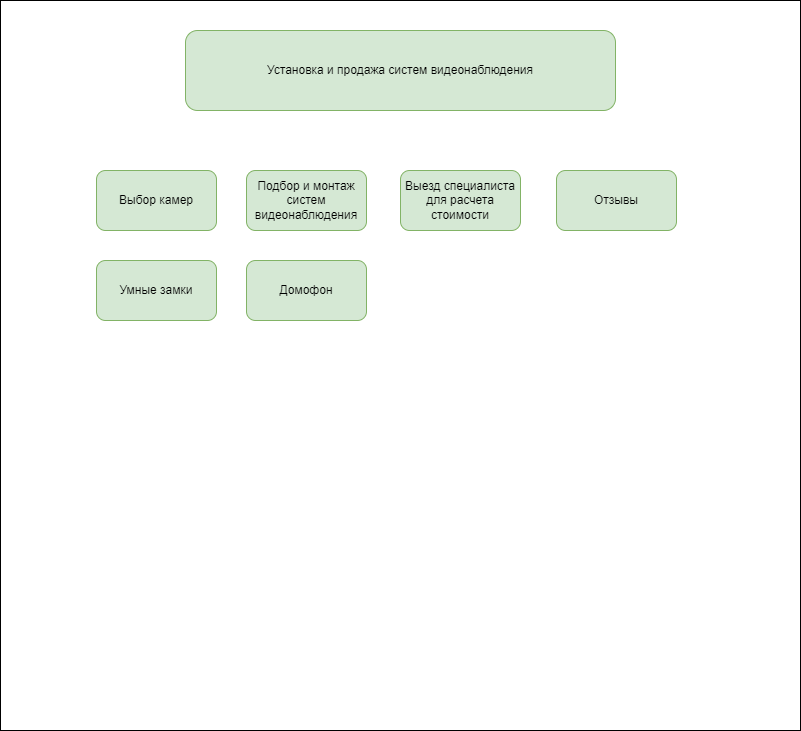 Установка и продажа систем видеонаблюдения
Выбор камер
Подбор и монтаж
систем
видеонаблюдения
Выезд специалиста
для расчета
стоимости
Отзывы
Умные замки
Домофон